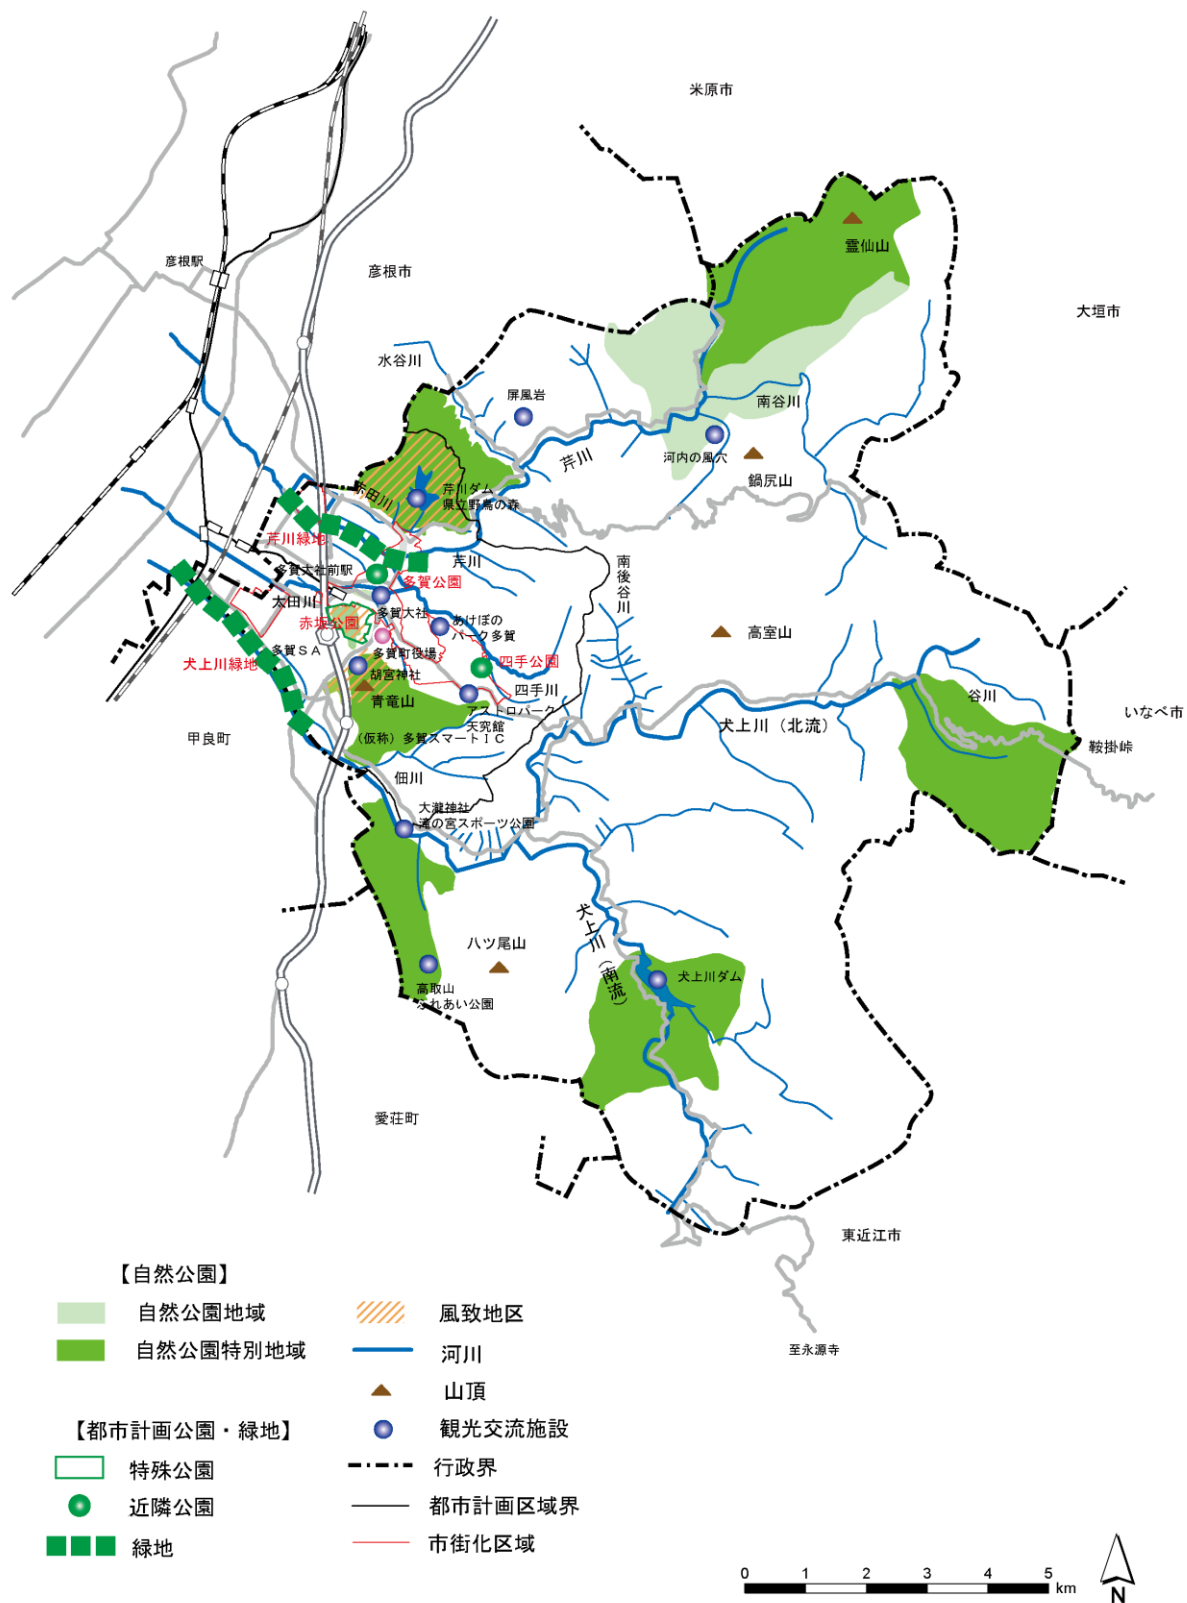 米原市
霊仙山
彦根駅
彦根市
大垣市
水谷川
屏風岩
南谷川
芹川
河内の風穴
鍋尻山
赤田川
芹川ダム
県立野鳥の森
芹川緑地
多賀大社前駅
芹川
南後谷川
多賀公園
太田川
多賀大社
赤坂公園
あけぼの
パーク多賀
高室山
多賀ＳＡ
多賀町役場
犬上川緑地
胡宮神社
四手公園
四手川
青竜山
アストロパーク
天究館
谷川
いなべ市
甲良町
（仮称）多賀スマートＩＣ
犬上川（北流）
鞍掛峠
佃川
大瀧神社
滝の宮スポーツ公園
犬上川（南流）
八ツ尾山
犬上川ダム
高取山
ふれあい公園
愛荘町
東近江市
至永源寺
【自然公園】
自然公園地域
自然公園特別地域
風致地区
河川
山頂
観光交流施設
【都市計画公園・緑地】
特殊公園
近隣公園
緑地
行政界
都市計画区域界
市街化区域
0 1 2 3 4 5
km
N